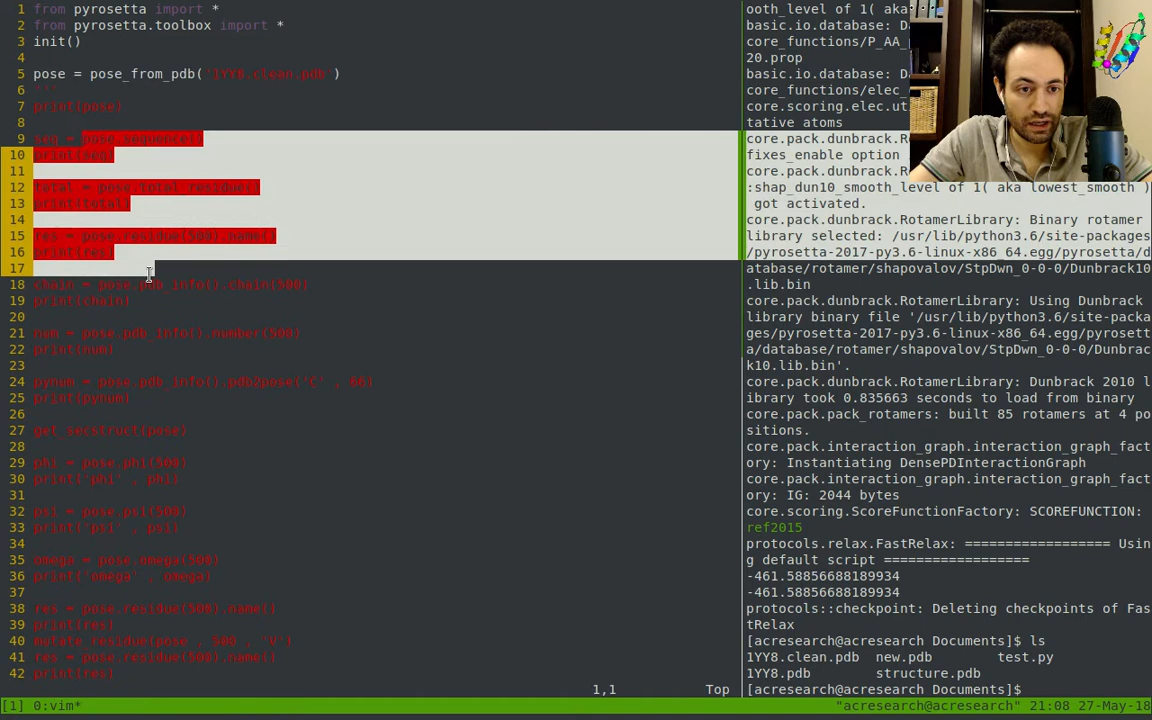 1 from pyrosetta import *
2 from pyrosetta.toolbox import *
3 init()
4
5 pose = pose_from_pdb('1YY8.clean.pdb')
6 '''
7 print(pose)
8
9 seq = pose.sequence()
10 print(seq)
11
12 total = pose.total_residue()
13 print(total)
14
15 res = pose.residue(500).name()
16 print(res)
17
18 chain = pose.pdb_info().chain(500)
19 print(chain)
20
21 num = pose.pdb_info().number(500)
22 print(num)
23
24 pynum = pose.pdb_info().pdb2pose('C' , 66)
25 print(pynum)
26
27 get_secstruct(pose)
28
29 phi = pose.phi(500)
30 print('phi' , phi)
31
32 psi = pose.psi(500)
33 print('psi' , psi)
34
35 omega = pose.omega(500)
36 print('omega' , omega)
37
38 res = pose.residue(500).name()
39 print(res)
40 mutate_residue(pose , 500 , 'V')
41 res = pose.residue(500).name()
42 print(res)
1,1 Top
ooth_level of 1( aka
basic.io.database: Da
core_functions/P_AA_
20.prop
basic.io.database: Da
core_functions/elec_
core.scoring.elec.ut
tative atoms
core.pack.dunbrack.R
fixes_enable option
core.pack.dunbrack.R
:shap_dun10_smooth_level of 1( aka lowest_smooth )
got activated.
core.pack.dunbrack.RotamerLibrary: Binary rotamer
library selected: /usr/lib/python3.6/site-packages
/pyrosetta-2017-py3.6-linux-x86_64.egg/pyrosetta/d
atabase/rotamer/shapovalov/StpDwn_0-0-0/Dunbrack10
.lib.bin
core.pack.dunbrack.RotamerLibrary: Using Dunbrack
library binary file '/usr/lib/python3.6/site-packa
ges/pyrosetta-2017-py3.6-linux-x86_64.egg/pyrosett
a/database/rotamer/shapovalov/StpDwn_0-0-0/Dunbrac
k10.lib.bin'.
core.pack.dunbrack.RotamerLibrary: Dunbrack 2010 l
ibrary took 0.835663 seconds to load from binary
core.pack.pack_rotamers: built 85 rotamers at 4 po
sitions.
core.pack.interaction_graph.interaction_graph_fact
ory: Instantiating DensePDInteractionGraph
core.pack.interaction_graph.interaction_graph_fact
ory: IG: 2044 bytes
core.scoring.ScoreFunctionFactory: SCOREFUNCTION:
ref2015
protocols.relax.FastRelax: ================== Usin
g default script ==================
-461.58856688189934
-461.58856688189934
protocols::checkpoint: Deleting checkpoints of Fas
tRelax
[acresearch@acresearch Documents]$ ls
1YY8.clean.pdb new.pdb test.py
1YY8.pdb structure.pdb
[acresearch@acresearch Documents]$
[1] 0:vim* "acresearch@acresearch" 21:08 27-May-18